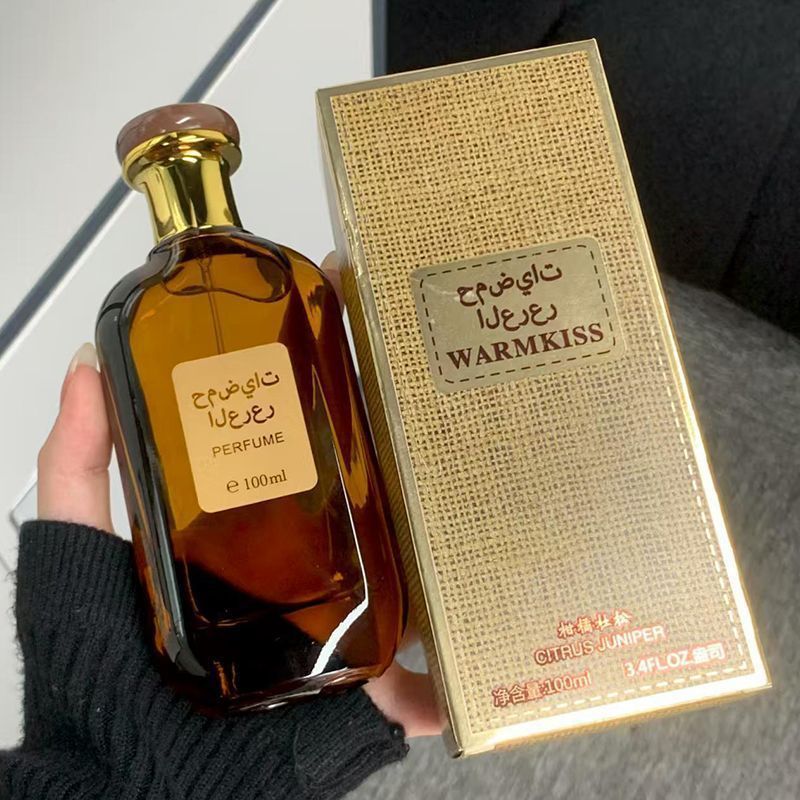 حمضيات
العرعر
PERFUME
e 100ml
حمضيات
العرعر
WARMKISS
柑橘杜松
CITRUS JUNIPER
净含量:100ml 3.4FL.OZ.盎司